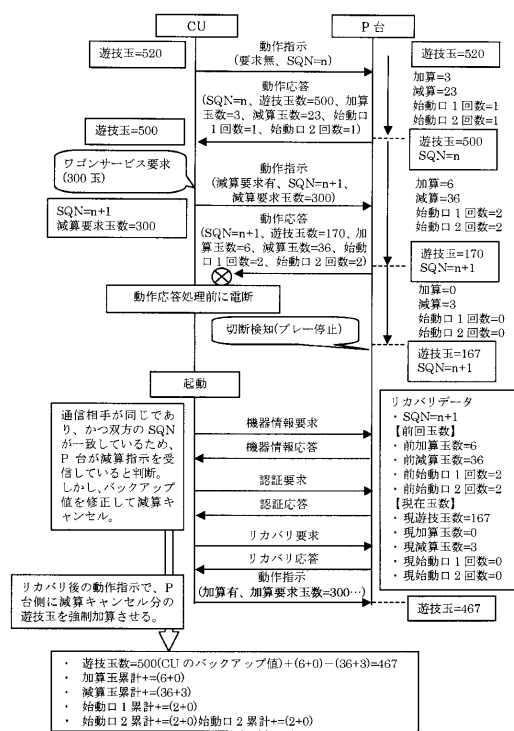 CU
P台
遊技玉=520
動作指示
(要求無、SQN=n)
遊技玉=520
加算=3
減算=23
始動口 1 回数=1
始動口 2 回数=1
動作応答
(SQN=n、遊技玉数=500、加算
玉数=3、減算玉数=23、始動口
1 回数=1、始動口 2 回数=1)
遊技玉=500
遊技玉=500
SQN=n
ワゴンサービス要求
(300 玉)
動作指示
(減算要求有、SQN=n+1、
減算要求玉数=300)
加算=6
減算=36
始動口 1 回数=2
始動口 2 回数=2
SQN=n+1
減算要求玉数=300
動作応答
(SQN=n+1、遊技玉数=170、加
算玉数=6、減算玉数=36、始動
口 1 回数=2、始動口 2 回数=2)
遊技玉=170
SQN=n+1
動作応答処理前に電断
加算=0
減算=3
始動口 1 回数=0
始動口 2 回数=0
切断検知(プレー停止)
遊技玉=167
SQN=n+1
起動
通信相手が同じであ
り、かつ双方の SQN
が一致しているため、
P 台が減算指示を受
信していると判断。
しかし、バックアップ
値を修正して減算キ
ャンセル。
機器情報要求
機器情報応答
認証要求
認証応答
リカバリ要求
リカバリ応答
動作指示
(加算有、加算要求玉数=300…)
リカバリデータ
・ SQN=n+1
【前回玉数】
・ 前加算玉数=6
・ 前減算玉数=36
・ 前始動口 1 回数=2
・ 前始動口 2 回数=2
【現在玉数】
・ 現遊技玉数=167
・ 現加算玉数=0
・ 現減算玉数=3
・ 現始動口 1 回数=0
・ 現始動口 2 回数=0
リカバリ後の動作指示で、P
台側に減算キャンセル分の
遊技玉を強制加算させる。
遊技玉=467
・ 遊技玉数=500(CU のバックアップ値)+(6+0)-(36+3)=467
・ 加算玉累計+=(6+0)
・ 減算玉累計+=(36+3)
・ 始動口 1 累計+=(2+0)
・ 始動口 2 累計+=(2+0)始動口 2 累計+=(2+0)